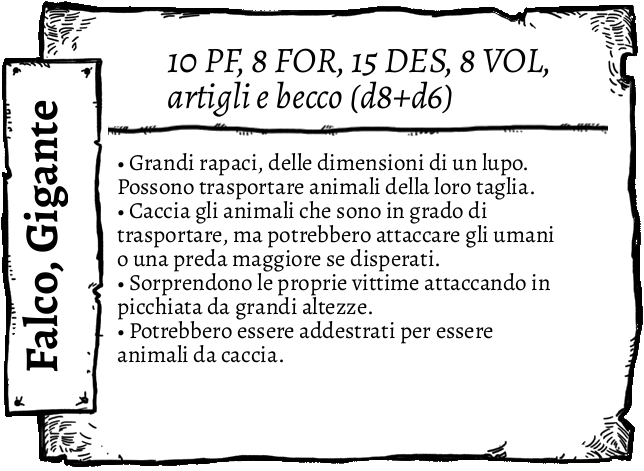 Falco, Gigante
10 PF, 8 FOR, 15 DES, 8 VOL,
artigli e becco (d8+d6)
• Grandi rapaci, delle dimensioni di un lupo.
Possono trasportare animali della loro taglia.
• Caccia gli animali che sono in grado di
trasportare, ma potrebbero attaccare gli umani
o una preda maggiore se disperati.
• Sorprendono le proprie vittime attaccando in
picchiata da grandi altezze.
• Potrebbero essere addestrati per essere
animali da caccia.